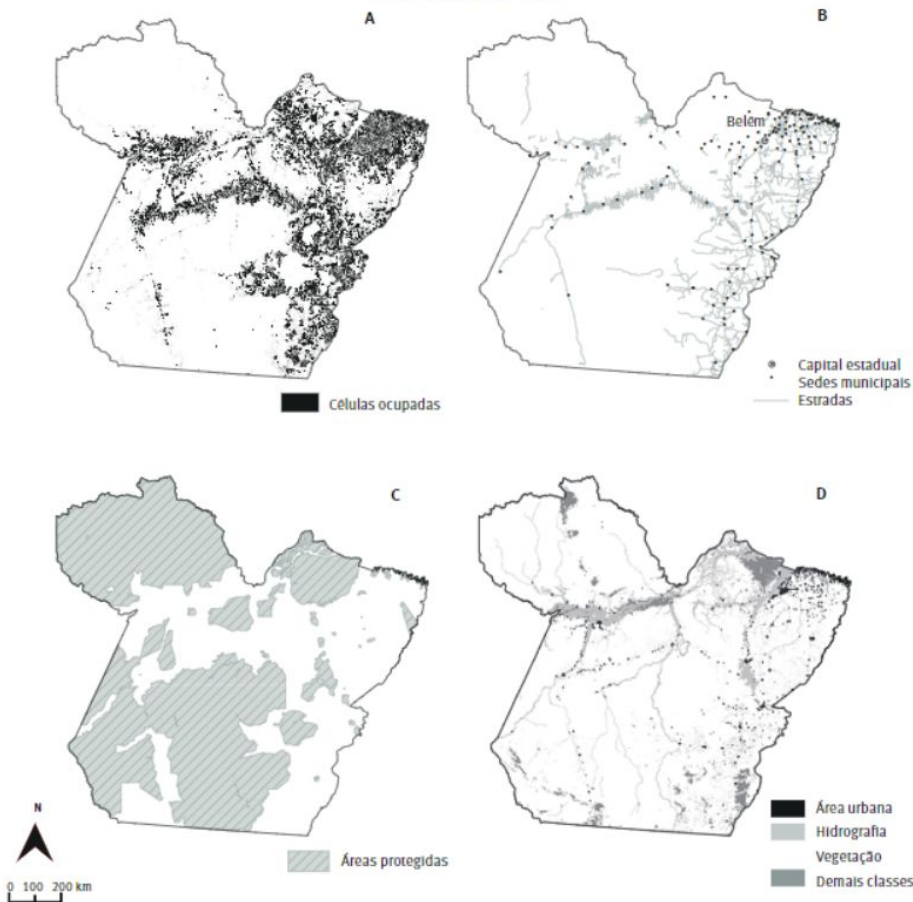 A
B
Belém
Capital estadual
Sedes municipais
Estradas
Células ocupadas
C
D
N
0 100 200 km
Áreas protegidas
Área urbana
Hidrografia
Vegetação
Demais classes